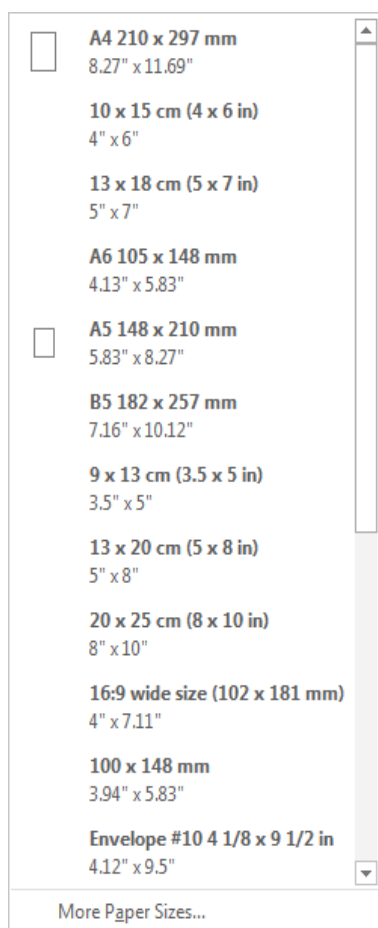 A4 210 x 297 mm
8.27" x 11.69"
10 x 15 cm (4 x 6 in)
4" x 6"
13 x 18 cm (5 x 7 in)
5" x 7"
A6 105 x 148 mm
4.13" x 5.83"
A5 148 x 210 mm
5.83" x 8.27"
B5 182 x 257 mm
7.16" x 10.12"
9 x 13 cm (3.5 x 5 in)
3.5" x 5"
13 x 20 cm (5 x 8 in)
5" x 8"
20 x 25 cm (8 x 10 in)
8" x 10"
16:9 wide size (102 x 181 mm)
4" x 7.11"
100 x 148 mm
3.94" x 5.83"
Envelope #10 4 1/8 x 9 1/2 in
4.12" x 9.5"
More Paper Sizes...